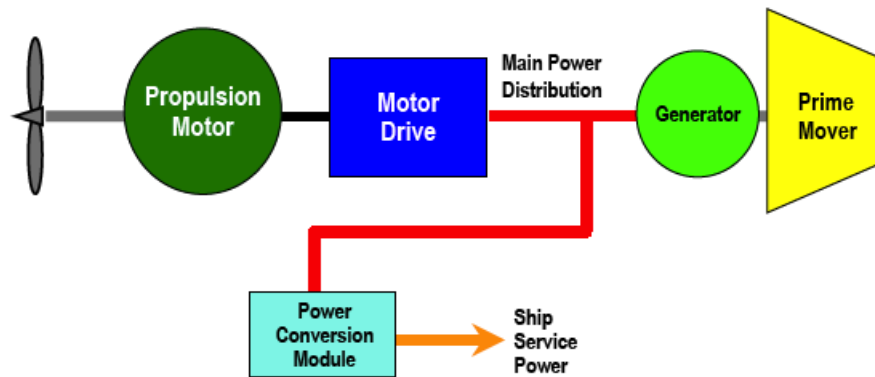 Propulsion
Motor
Motor
Drive
Main Power
Distribution
Generator
Prime
Mover
Power
Conversion
Module
Ship
Service
Power